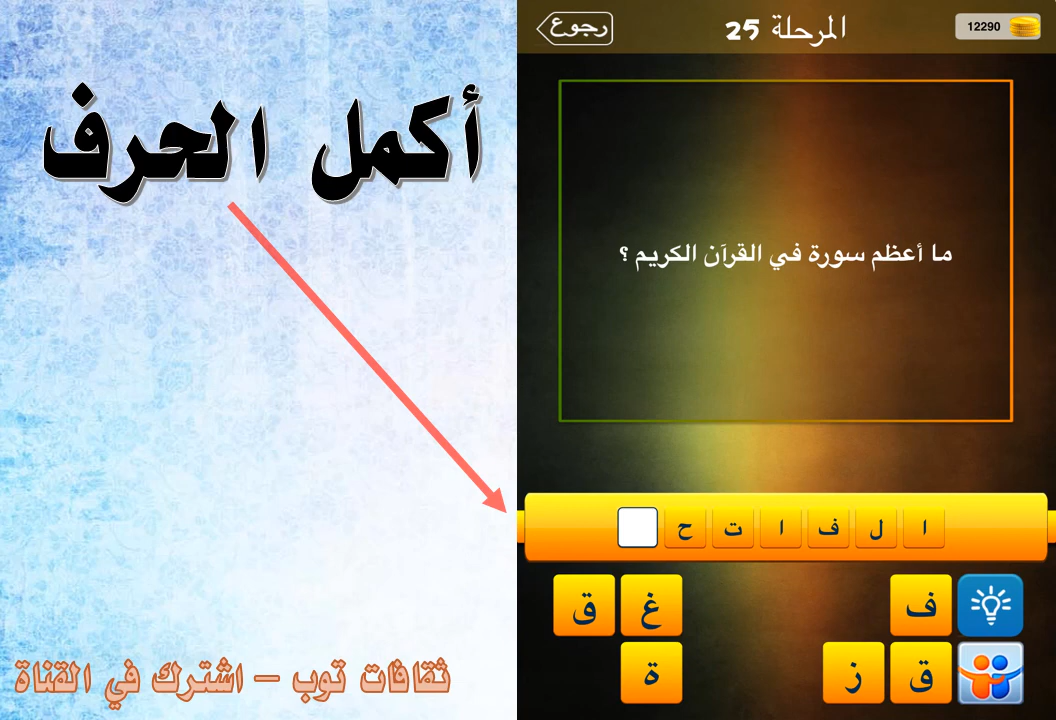 أكمل الحرف
ثقافات توب – اشترك في القناة
رجوع
المرحلة 25
12290
ما أعظم سورة في القرآن الكريم ؟
ا ل ف ا ت ح
ف غ ق
ق ز ة